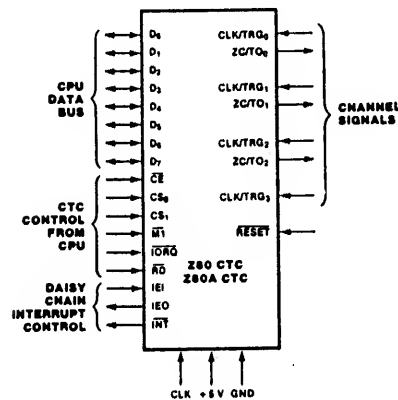 CPU
DATA
BUS
CTC
CONTROL
FROM
CPU
DAISY
CHAIN
INTERRUPT
CONTROL
D0
D1
D2
D3
D4
D5
D6
D7
CE
CS0
CS1
M1
IORQ
RD
IEI
IEO
INT
CLK/TRG0
ZC/TO0
CLK/TRG1
ZC/TO1
CLK/TRG2
ZC/TO2
CLK/TRG3
RESET
CHANNEL
SIGNALS
Z80 CTC
Z80A CTC
CLK +5 V GND